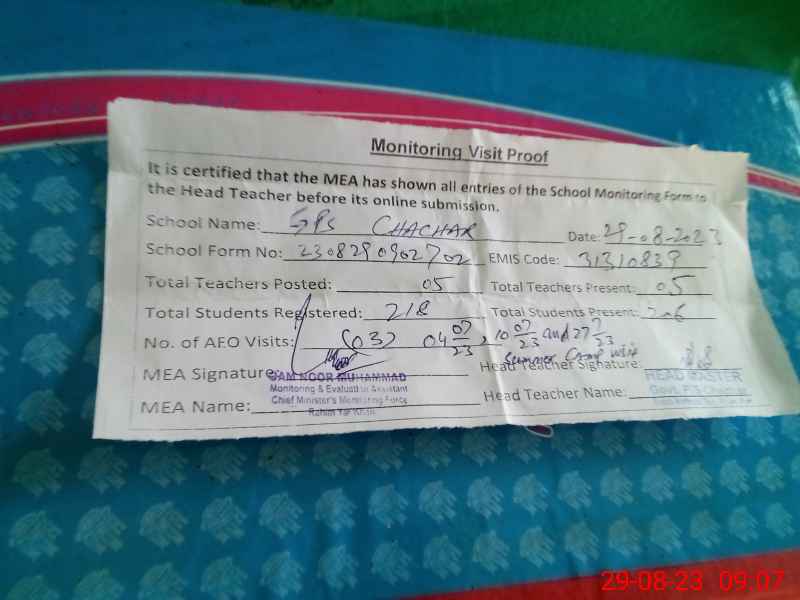 Monitoring Visit Proof
It is certified that the MEA has shown all entries of the School Monitoring Form to
the Head Teacher before its online submission.
School Name: GPS CHACHAR Date: 29-08-2023
School Form No: 2308290902702 EMIS Code: 31310839
Total Teachers Posted: 05 Total Teachers Present: 05
Total Students Registered: 218 Total Students Present:
No. of AEO Visits: (03) 04 07/23, 10 07/23 and 27 7/23
Summer Camp visit
MEA Signature: Head Teacher Signature:
MUHAMMAD
Monitoring & Evaluation Assistant
Chief Minister's Monitoring Force
Rahim Yar Khan
HEAD MASTER
MEA Name: Head Teacher Name:
29-08-23 09:07